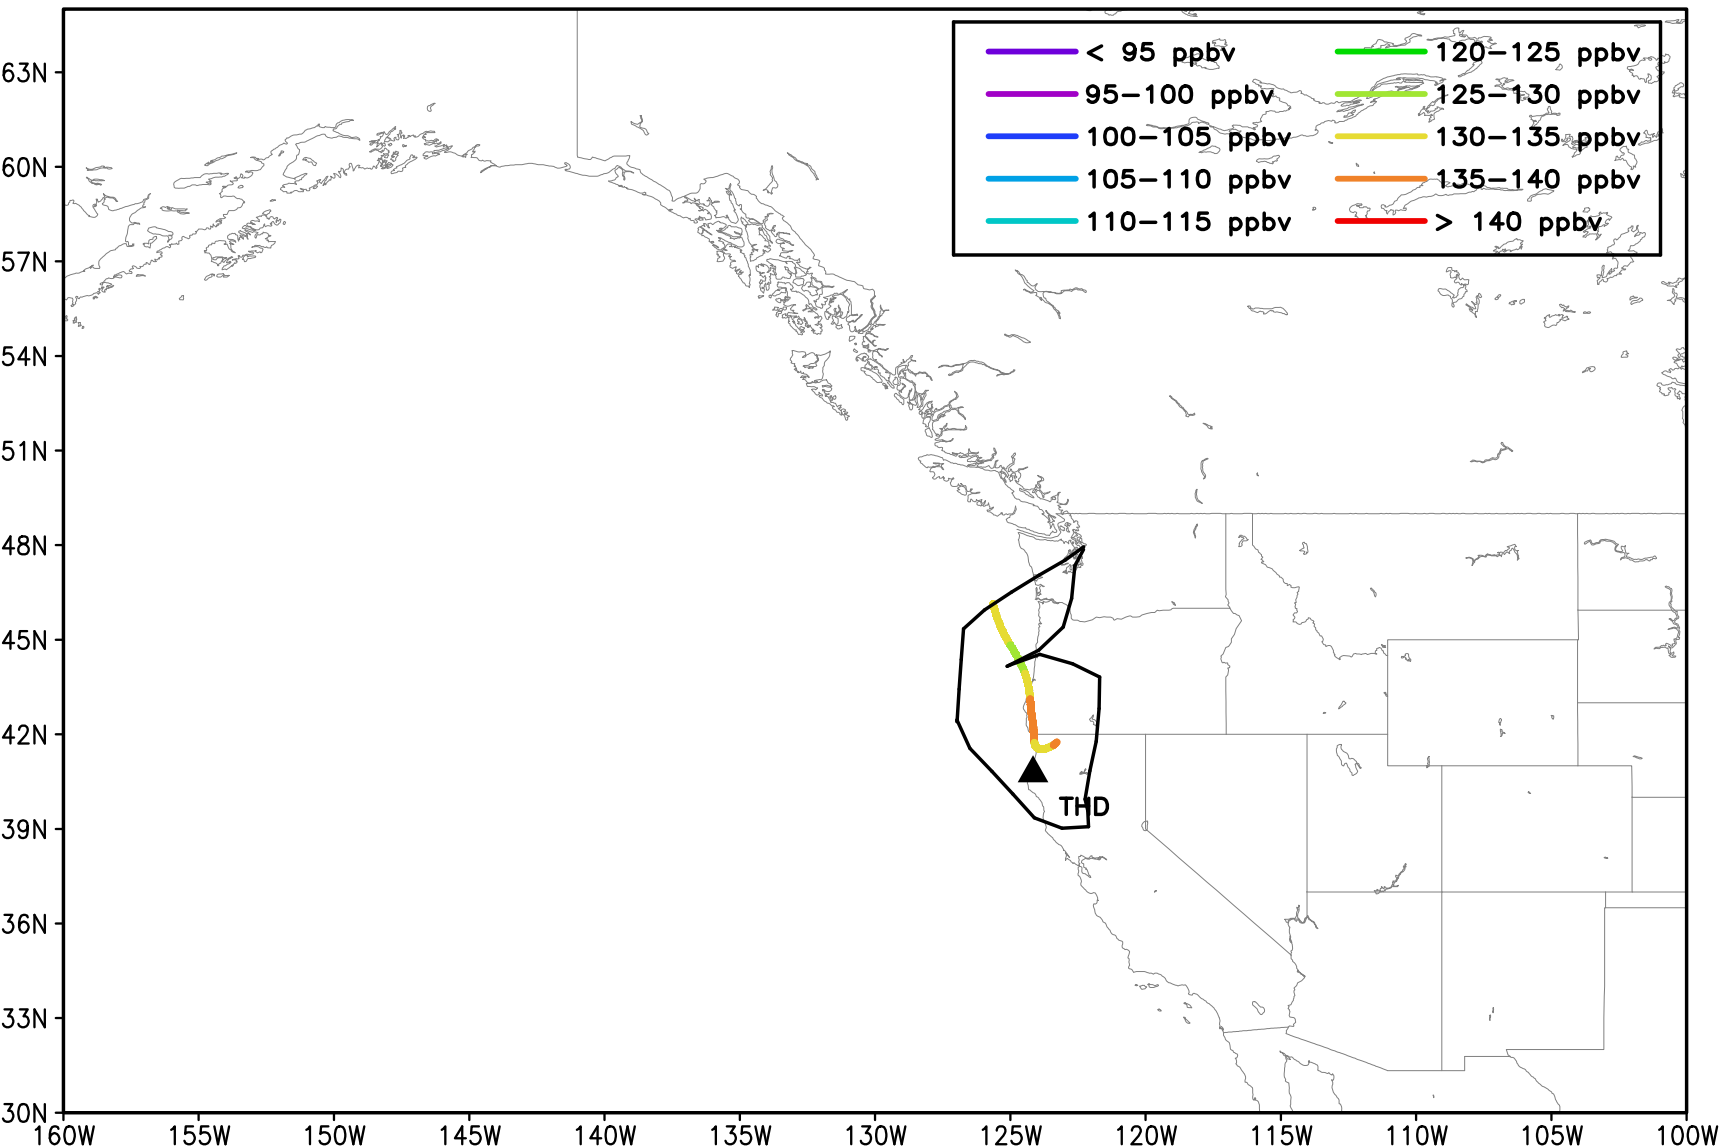 < 95 ppbv
95-100 ppbv
100-105 ppbv
105-110 ppbv
110-115 ppbv
120-125 ppbv
125-130 ppbv
130-135 ppbv
135-140 ppbv
> 140 ppbv
63N
60N
57N
54N
51N
48N
45N
42N
39N
36N
33N
30N
THD
160W 155W 150W 145W 140W 135W 130W 125W 120W 115W 110W 105W 100W